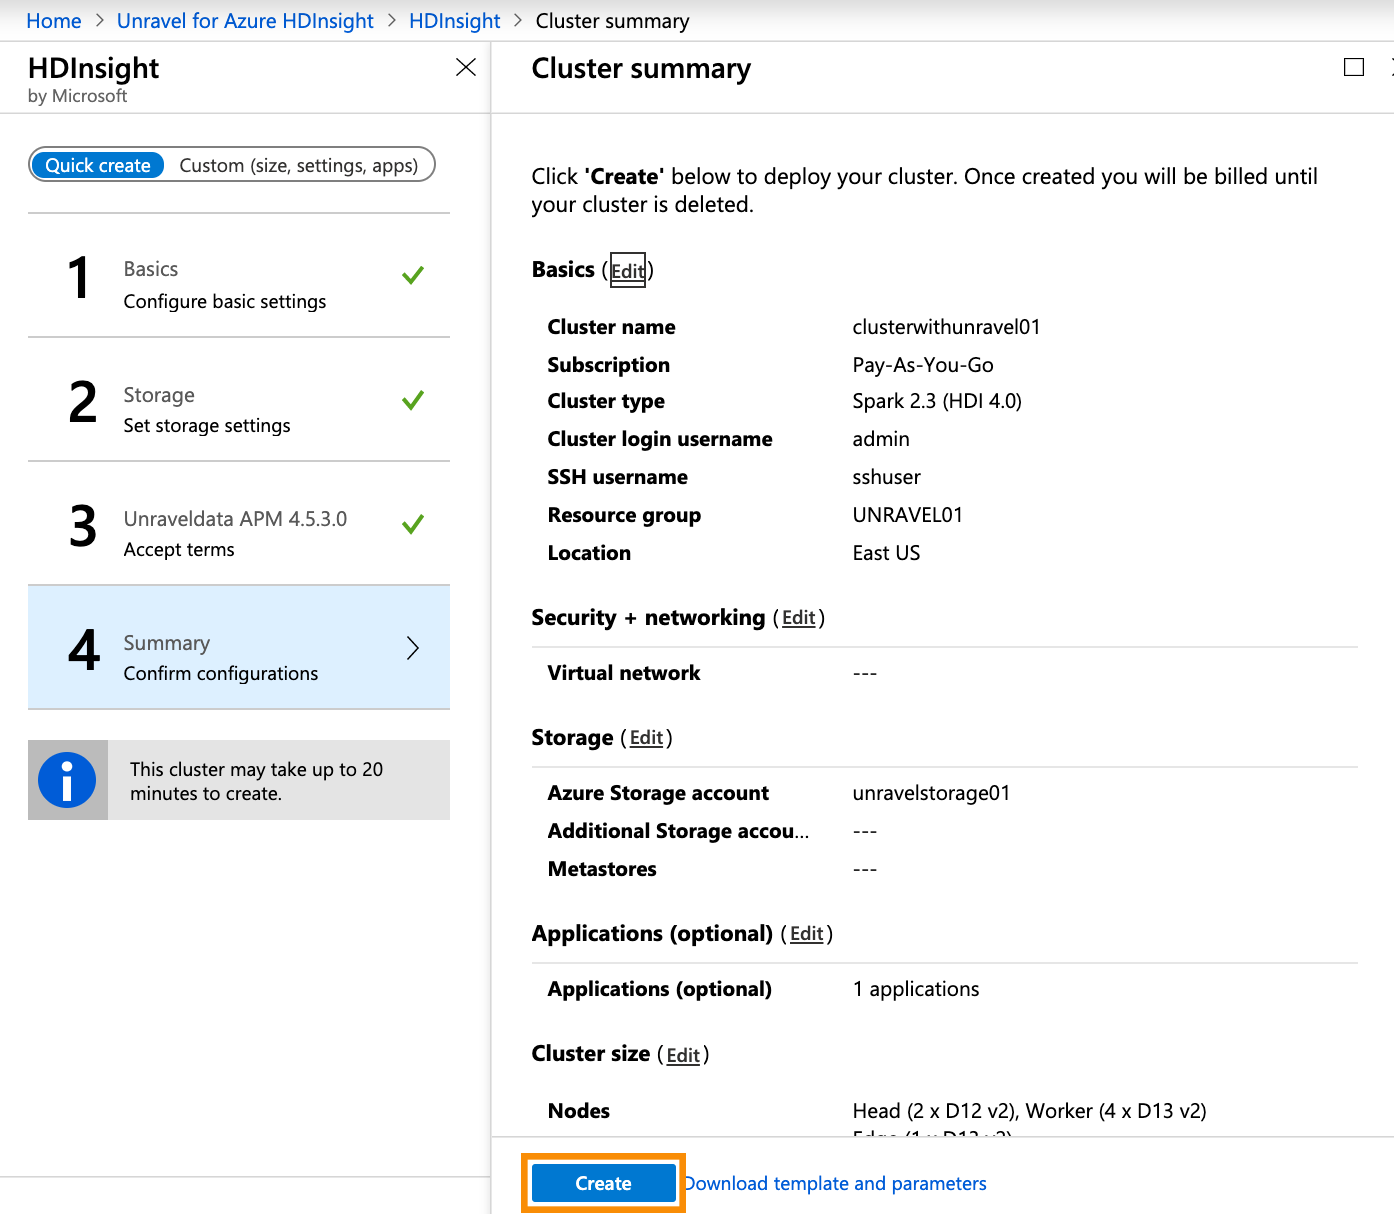 Home > Unravel for Azure HDInsight > HDInsight > Cluster summary
HDInsight
by Microsoft
Quick create Custom (size, settings, apps)
1
Basics
Configure basic settings
2
Storage
Set storage settings
3
Unraveldata APM 4.5.3.0
Accept terms
4
Summary
Confirm configurations
This cluster may take up to 20
minutes to create.
Cluster summary
Click 'Create' below to deploy your cluster. Once created you will be billed until
your cluster is deleted.
Basics (Edit)
Cluster name clusterwithunravel01
Subscription Pay-As-You-Go
Cluster type Spark 2.3 (HDI 4.0)
Cluster login username admin
SSH username sshuser
Resource group UNRAVEL01
Location East US
Security + networking (Edit)
Virtual network ---
Storage (Edit)
Azure Storage account unravelstorage01
Additional Storage accou... ---
Metastores ---
Applications (optional) (Edit)
Applications (optional) 1 applications
Cluster size (Edit)
Nodes Head (2 x D12 v2), Worker (4 x D13 v2)
Create Download template and parameters